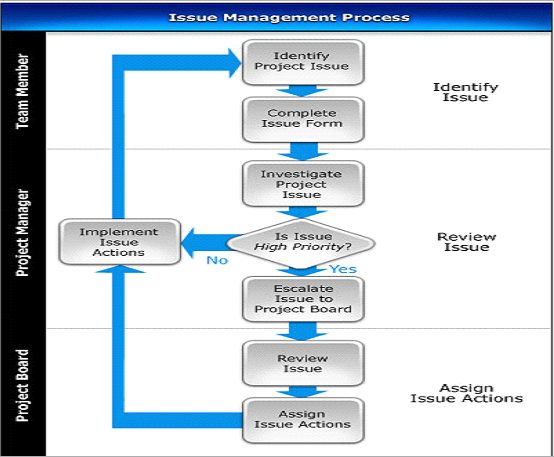 Issue Management Process
Team Member
Identify
Project Issue
Complete
Issue Form
Identify
Issue
Project Manager
Investigate
Project
Issue
Is Issue
High Priority?
No
Yes
Implement
Issue
Actions
Escalate
Issue to
Project Board
Review
Issue
Project Board
Review
Issue
Assign
Issue Actions
Assign
Issue Actions